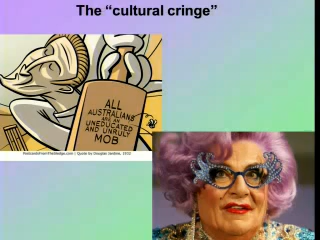 The “cultural cringe”
ALL
AUSTRALIANS
ARE AN
UNEDUCATED
AND UNRULY
MOB